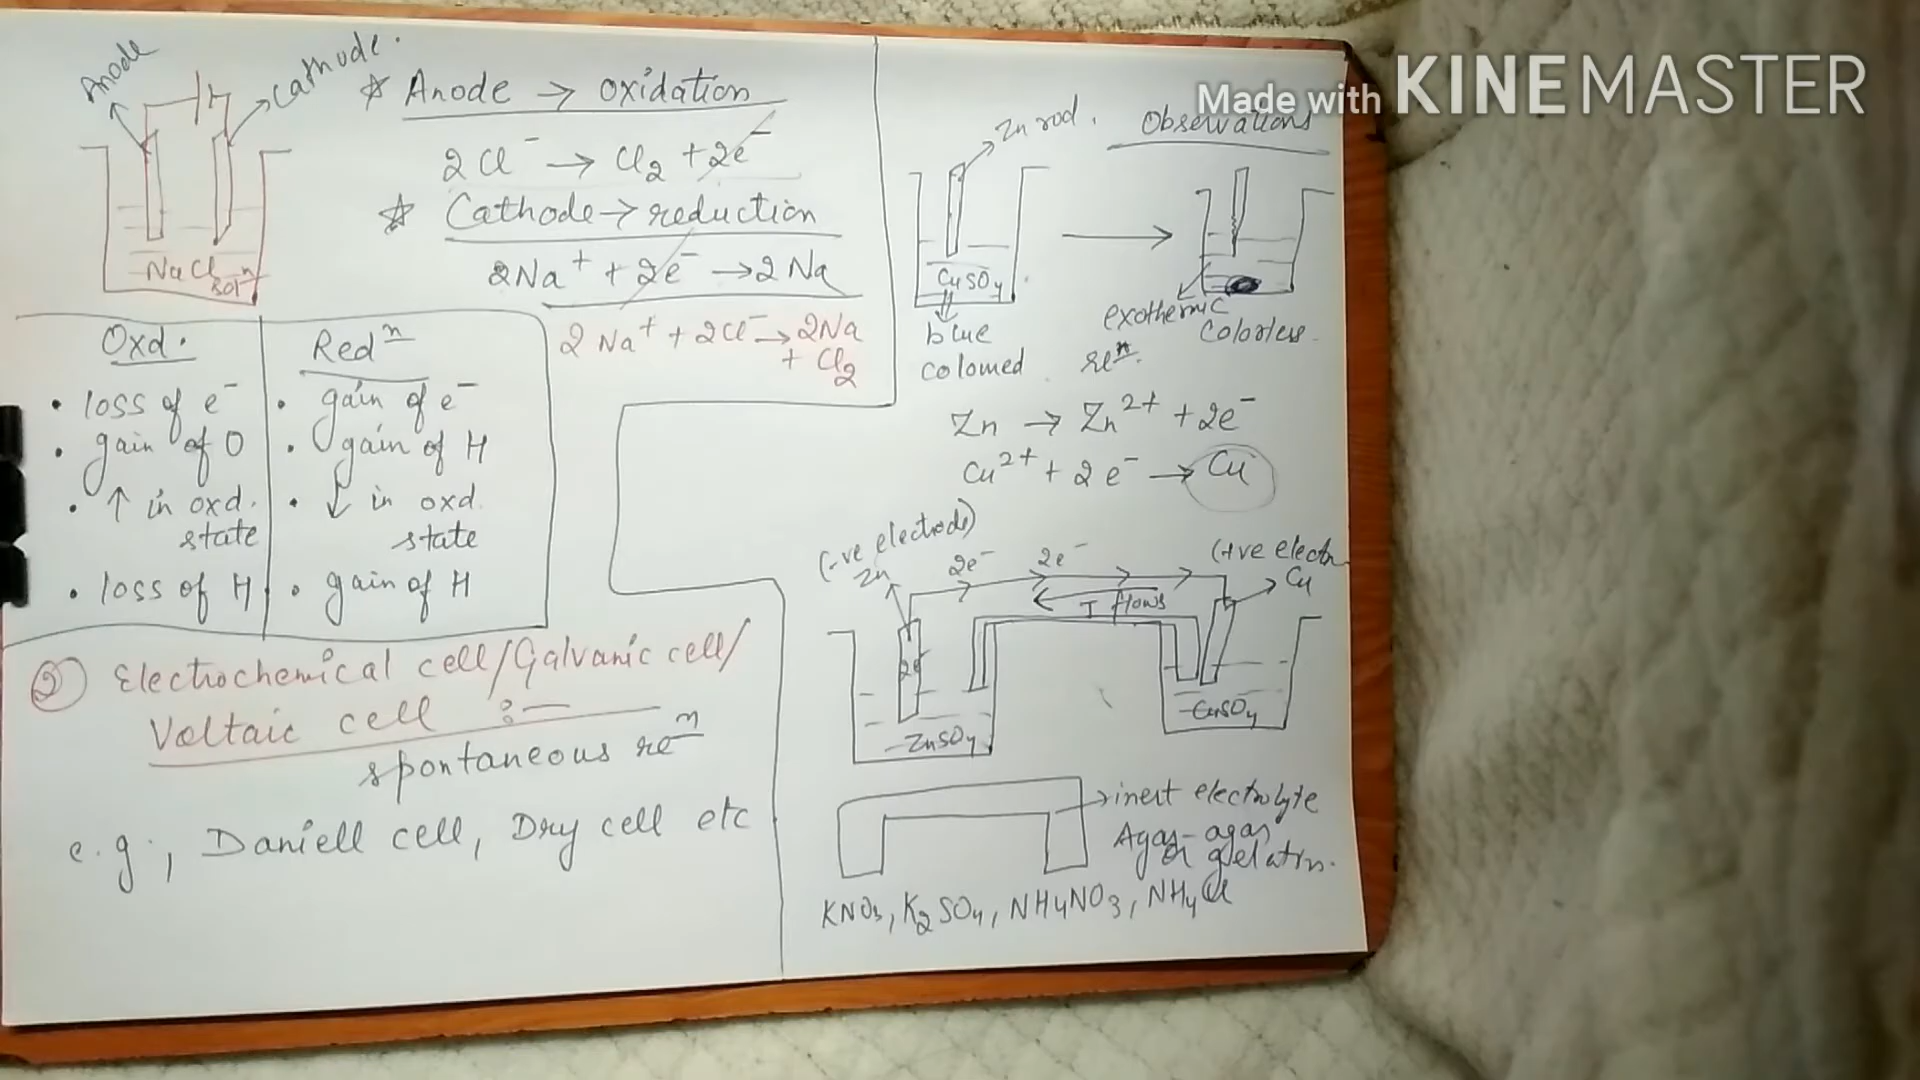 Anode
Cathode.
NaCl
soln
☆ Anode → oxidation
2Cl⁻ → Cl₂ + 2e⁻
☆ Cathode → reduction
2Na⁺ + 2e⁻ → 2Na
2Na⁺ + 2Cl⁻ → 2Na
+ Cl₂
Oxd.
• loss of e⁻
• gain of O
• ↑ in oxd.
state
• loss of H
Redⁿ
• gain of e⁻
• gain of H
• ↓ in oxd.
state
• gain of H
② Electrochemical cell/Galvanic cell/
Voltaic cell :—
spontaneous reⁿ
e.g., Daniell cell, Dry cell etc
Made with KINEMASTER
Observations
Zn rod.
CuSO₄
blue
coloured
exothermic
reⁿ.
Colorless.
Zn → Zn²⁺ + 2e⁻
Cu²⁺ + 2e⁻ → Cu
(-ve electrode)
Zn
2e⁻
2e⁻
(+ve electr
Cu
I flows
ZnSO₄
CuSO₄
inert electrolyte
Agar-agar
or gelatin.
KNO₃, K₂SO₄, NH₄NO₃, NH₄Cl